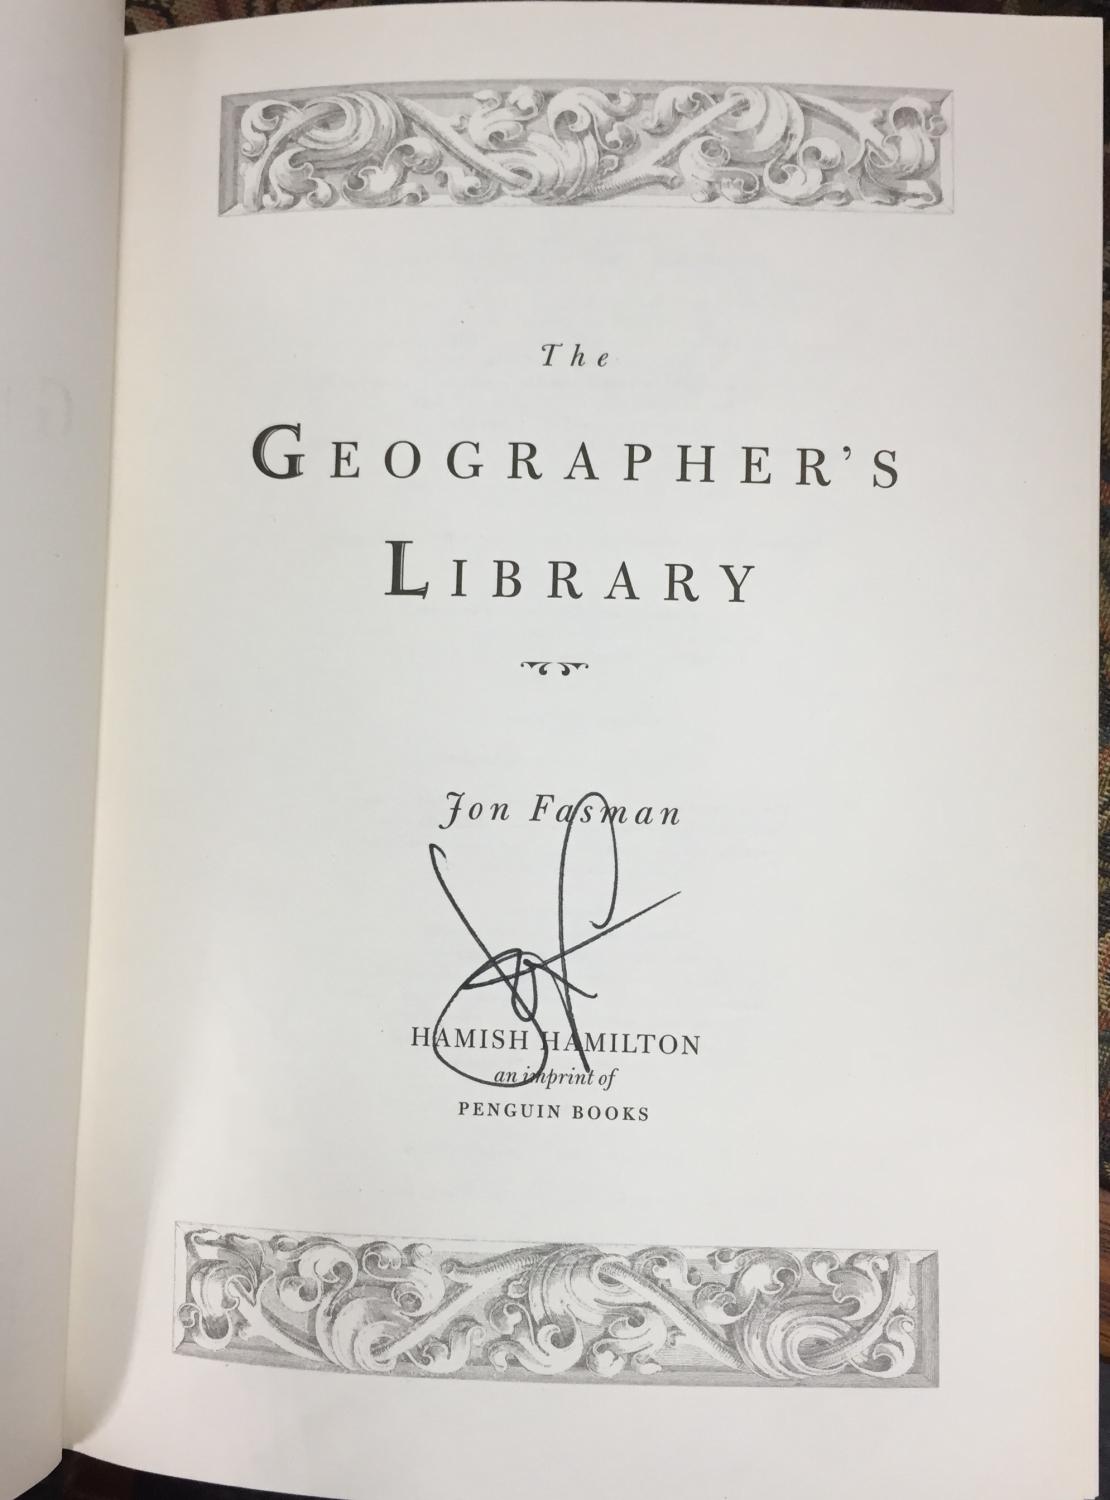 The
GEOGRAPHER'S
LIBRARY
Jon Fasman
HAMISH HAMILTON
an imprint of
PENGUIN BOOKS